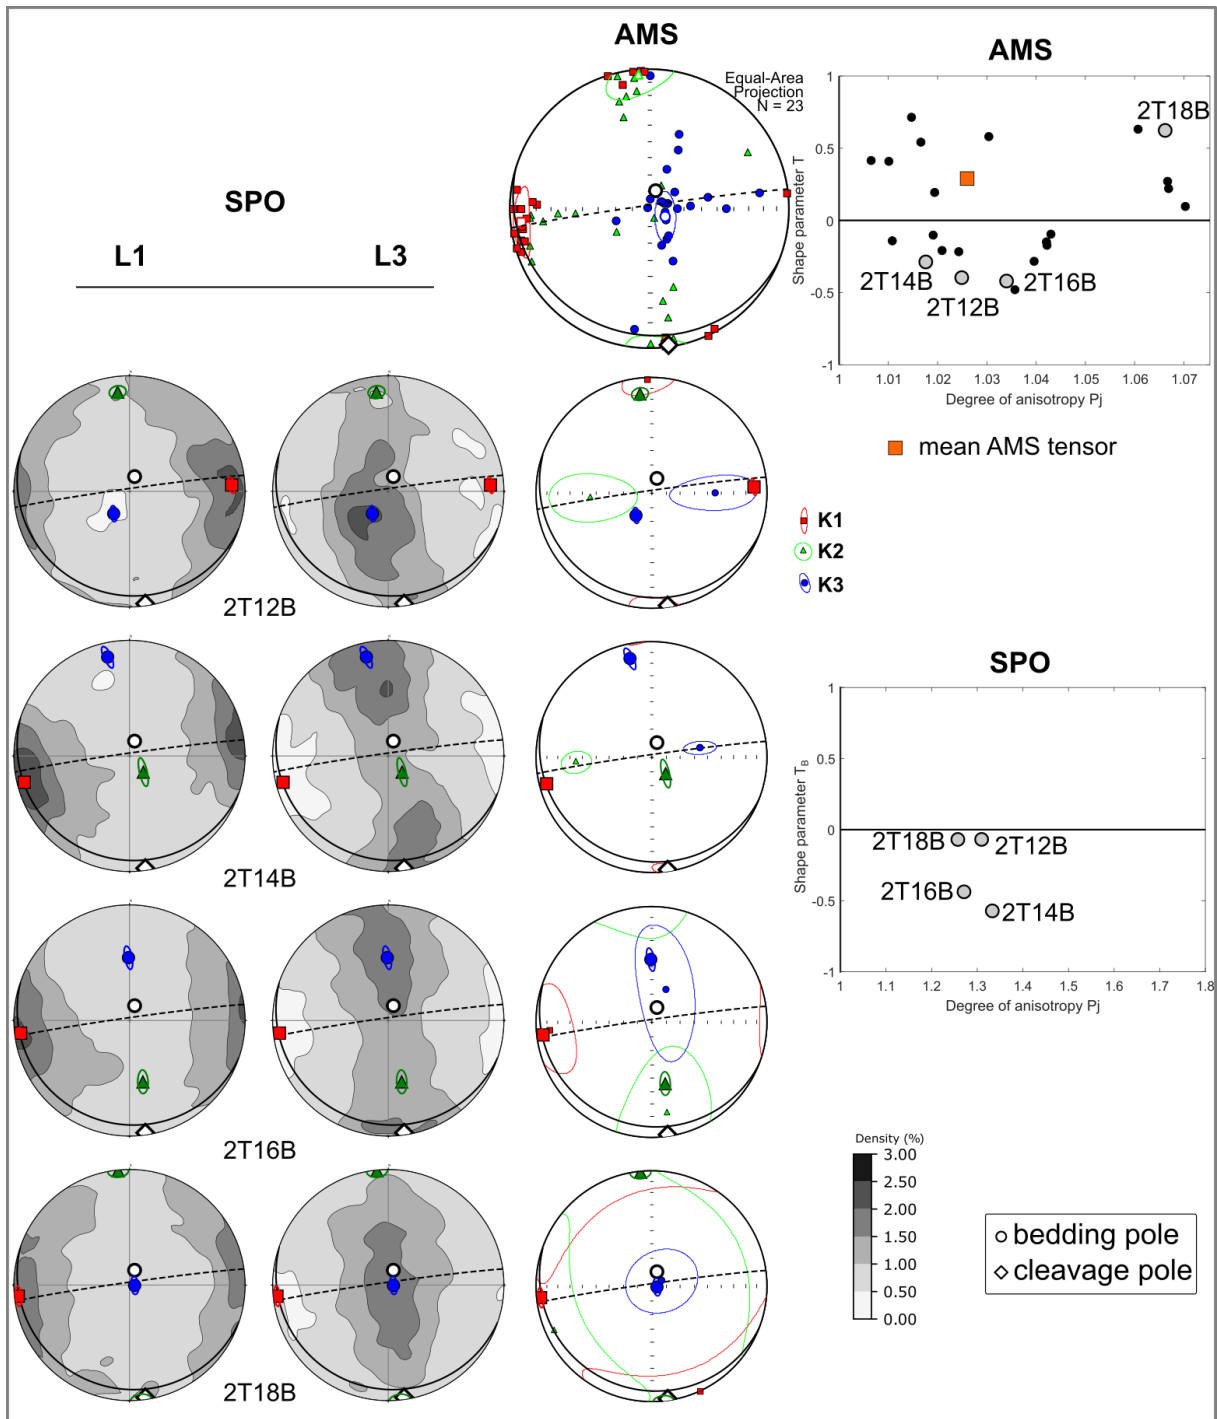 AMS
AMS
SPO
L1
L3
Equal-Area
Projection
N = 23
1
0.5
0
-0.5
-1
Shape parameter T
2T18B
2T14B
2T12B
2T16B
1
1.01
1.02
1.03
1.04
1.05
1.06
1.07
Degree of anisotropy Pj
mean AMS tensor
K1
K2
K3
2T12B
2T14B
2T16B
2T18B
SPO
1
0.5
0
-0.5
-1
Shape parameter T_B
2T18B
2T12B
2T16B
2T14B
1
1.1
1.2
1.3
1.4
1.5
1.6
1.7
1.8
Degree of anisotropy Pj
Density (%)
3.00
2.50
2.00
1.50
1.00
0.50
0.00
bedding pole
cleavage pole